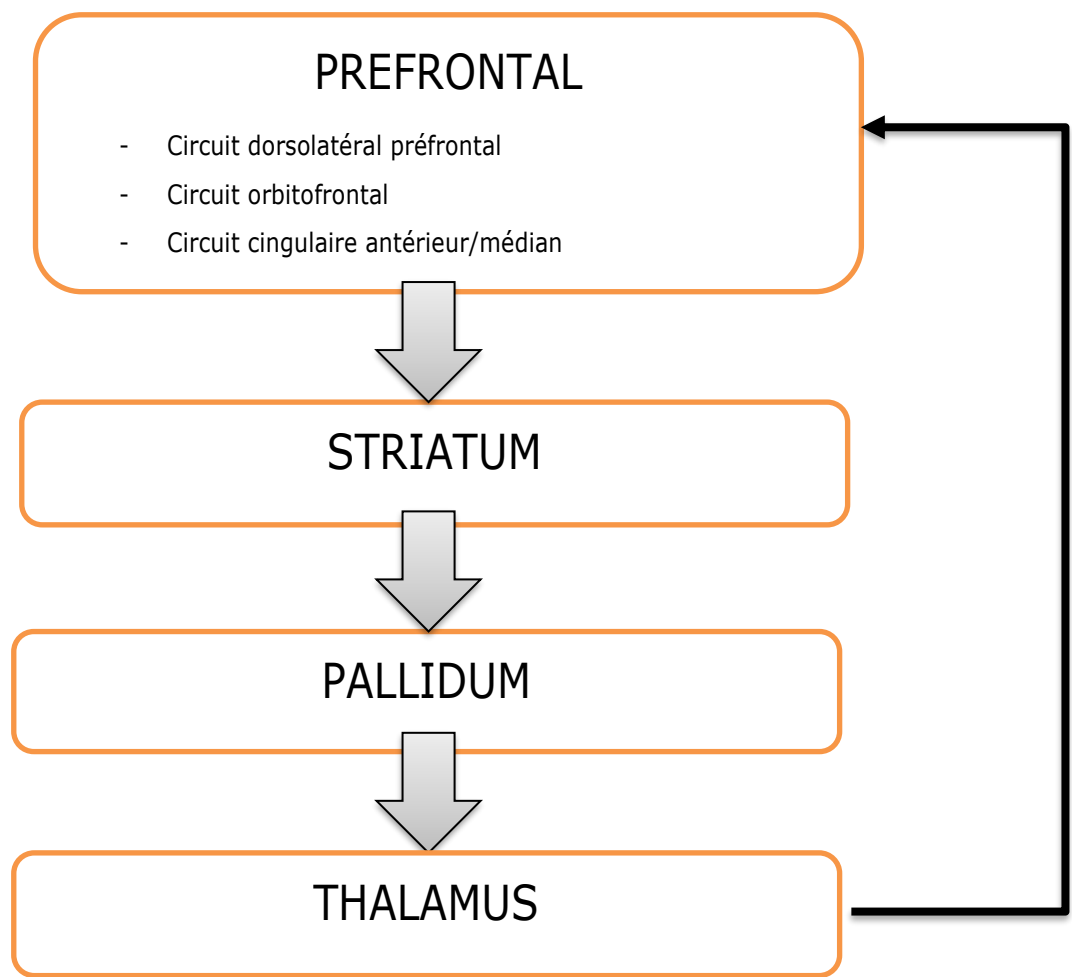 PREFRONTAL
- Circuit dorsolatéral préfrontal
- Circuit orbitofrontal
- Circuit cingulaire antérieur/médian
STRIATUM
PALLIDUM
THALAMUS